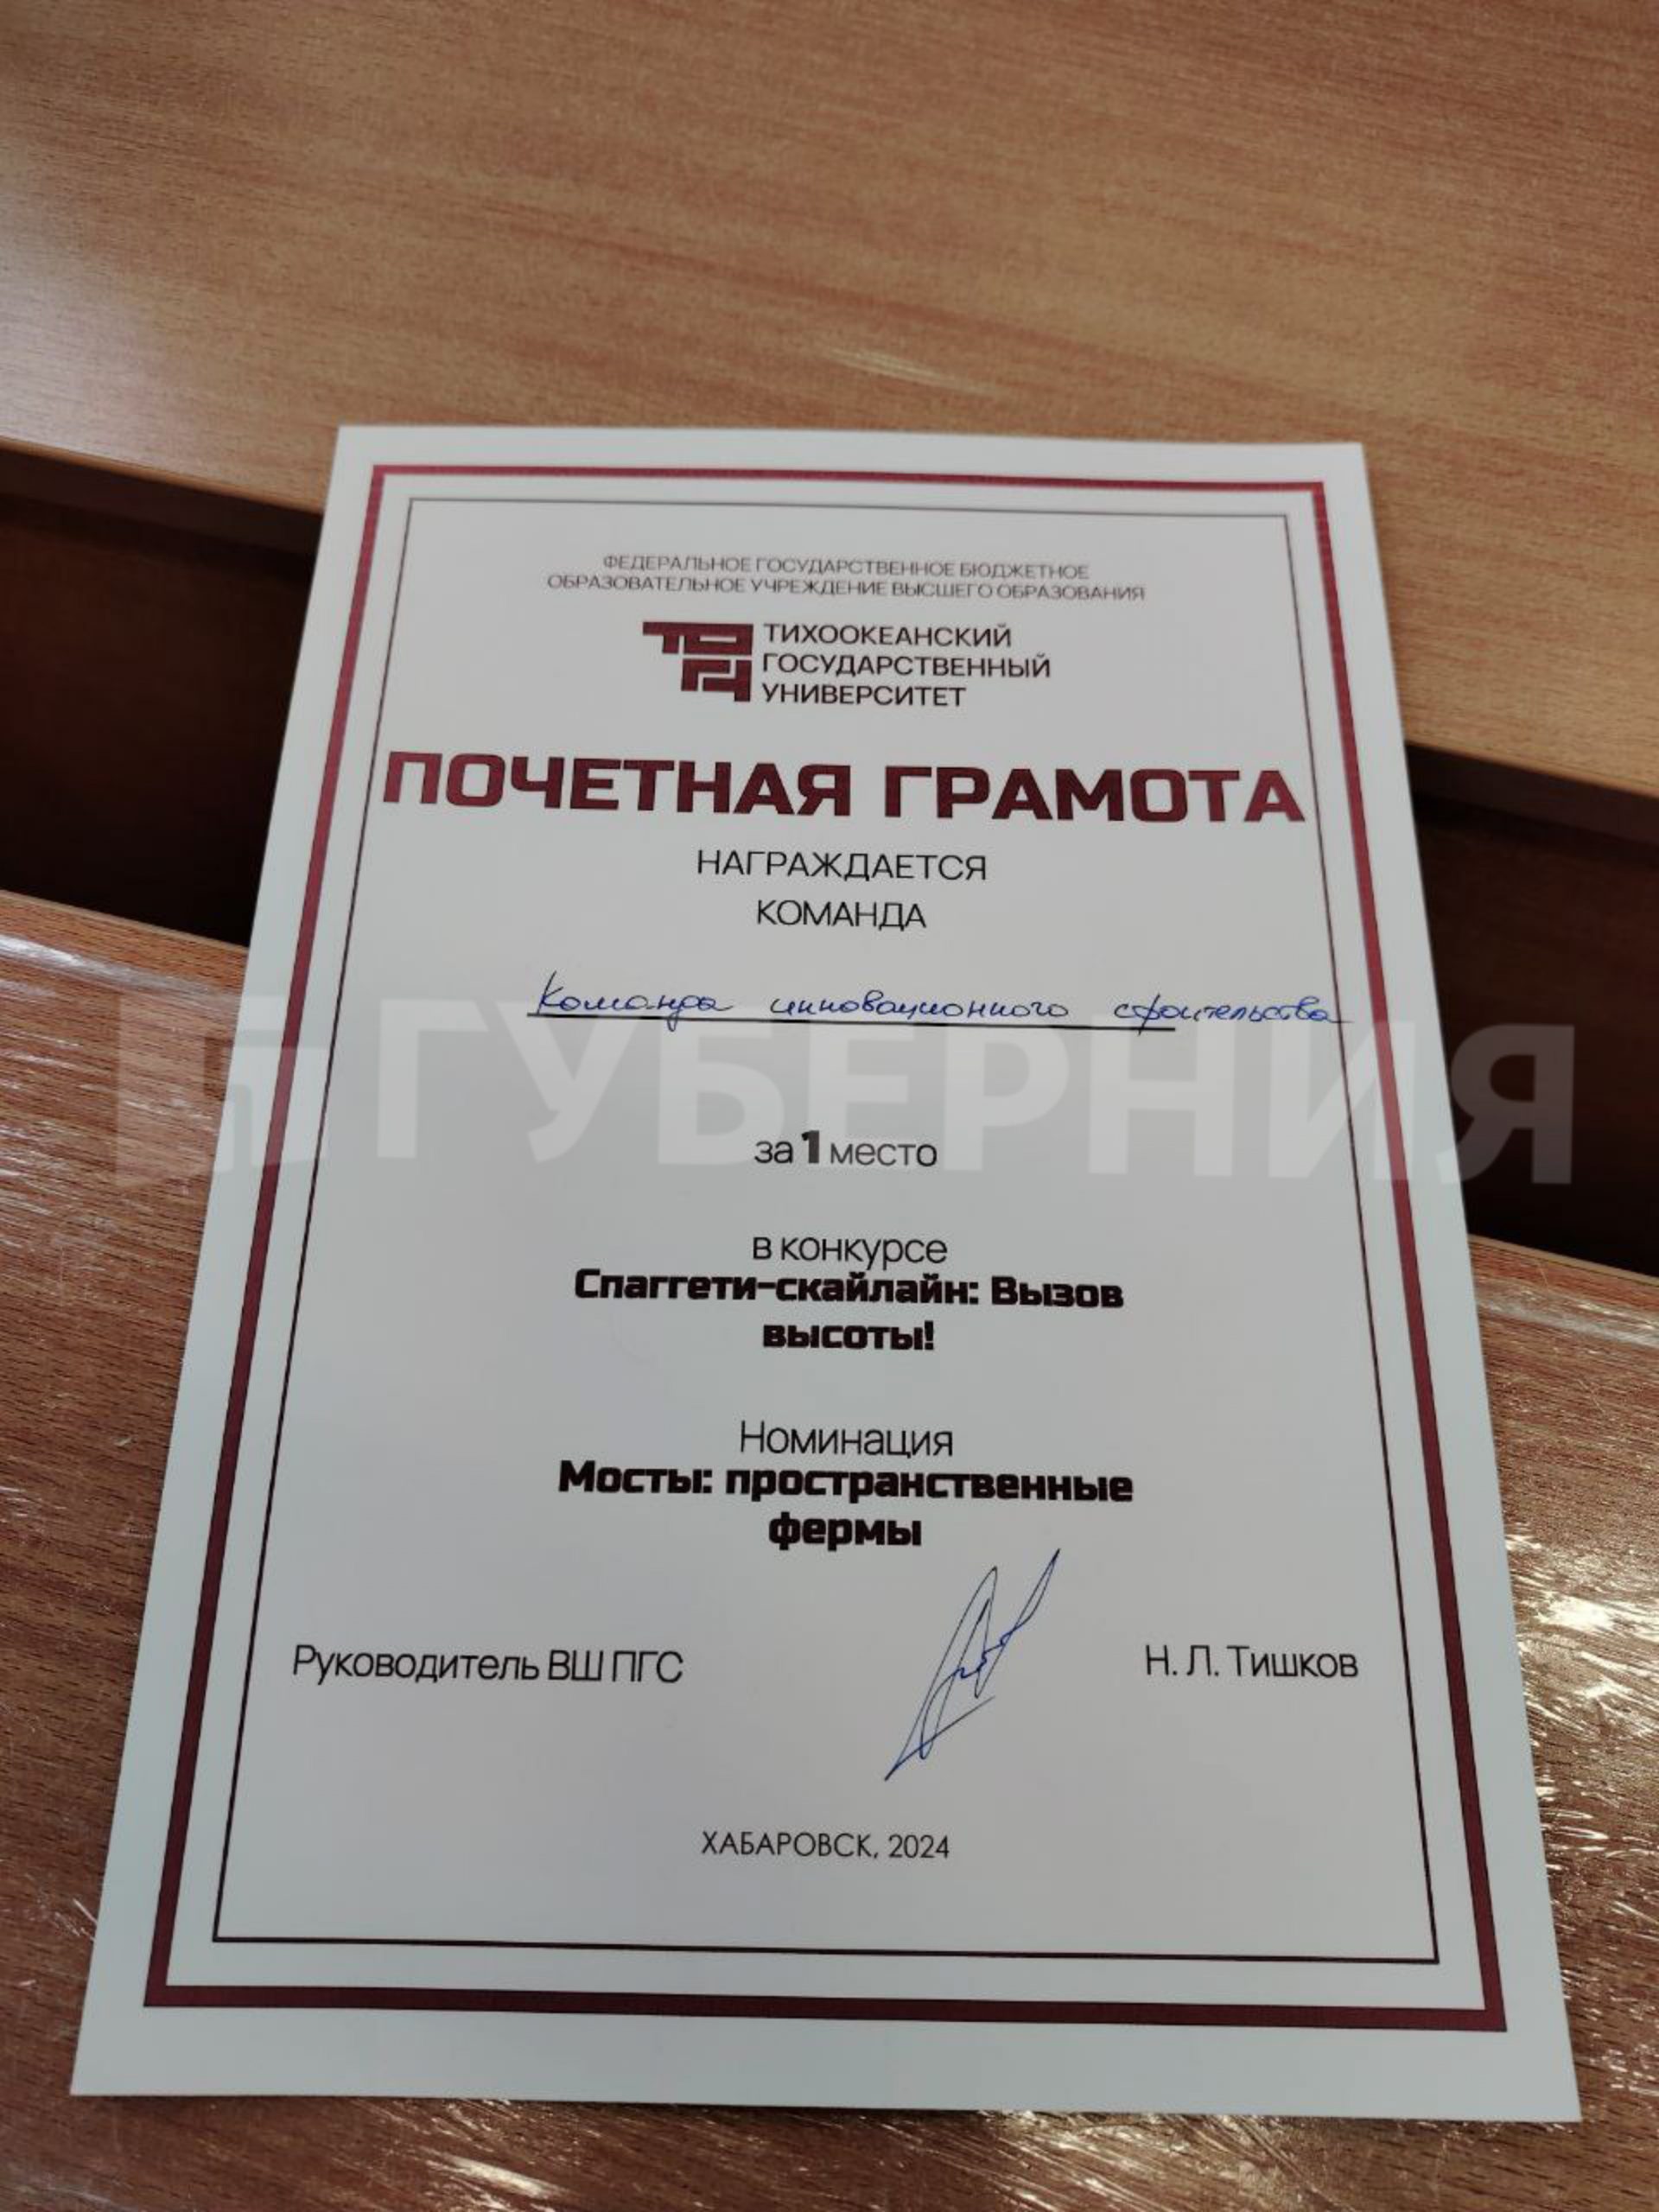 ФЕДЕРАЛЬНОЕ ГОСУДАРСТВЕННОЕ БЮДЖЕТНОЕ
ОБРАЗОВАТЕЛЬНОЕ УЧРЕЖДЕНИЕ ВЫСШЕГО ОБРАЗОВАНИЯ
ТОГУ
ТИХООКЕАНСКИЙ
ГОСУДАРСТВЕННЫЙ
УНИВЕРСИТЕТ
ПОЧЕТНАЯ ГРАМОТА
НАГРАЖДАЕТСЯ
КОМАНДА
Команда инновационного строительства
ГУБЕРНИЯ
за 1 место
в конкурсе
Спаггети-скайлайн: Вызов
высоты!
Номинация
Мосты: пространственные
фермы
Руководитель ВШ ПГС
Н. Л. Тишков
ХАБАРОВСК, 2024